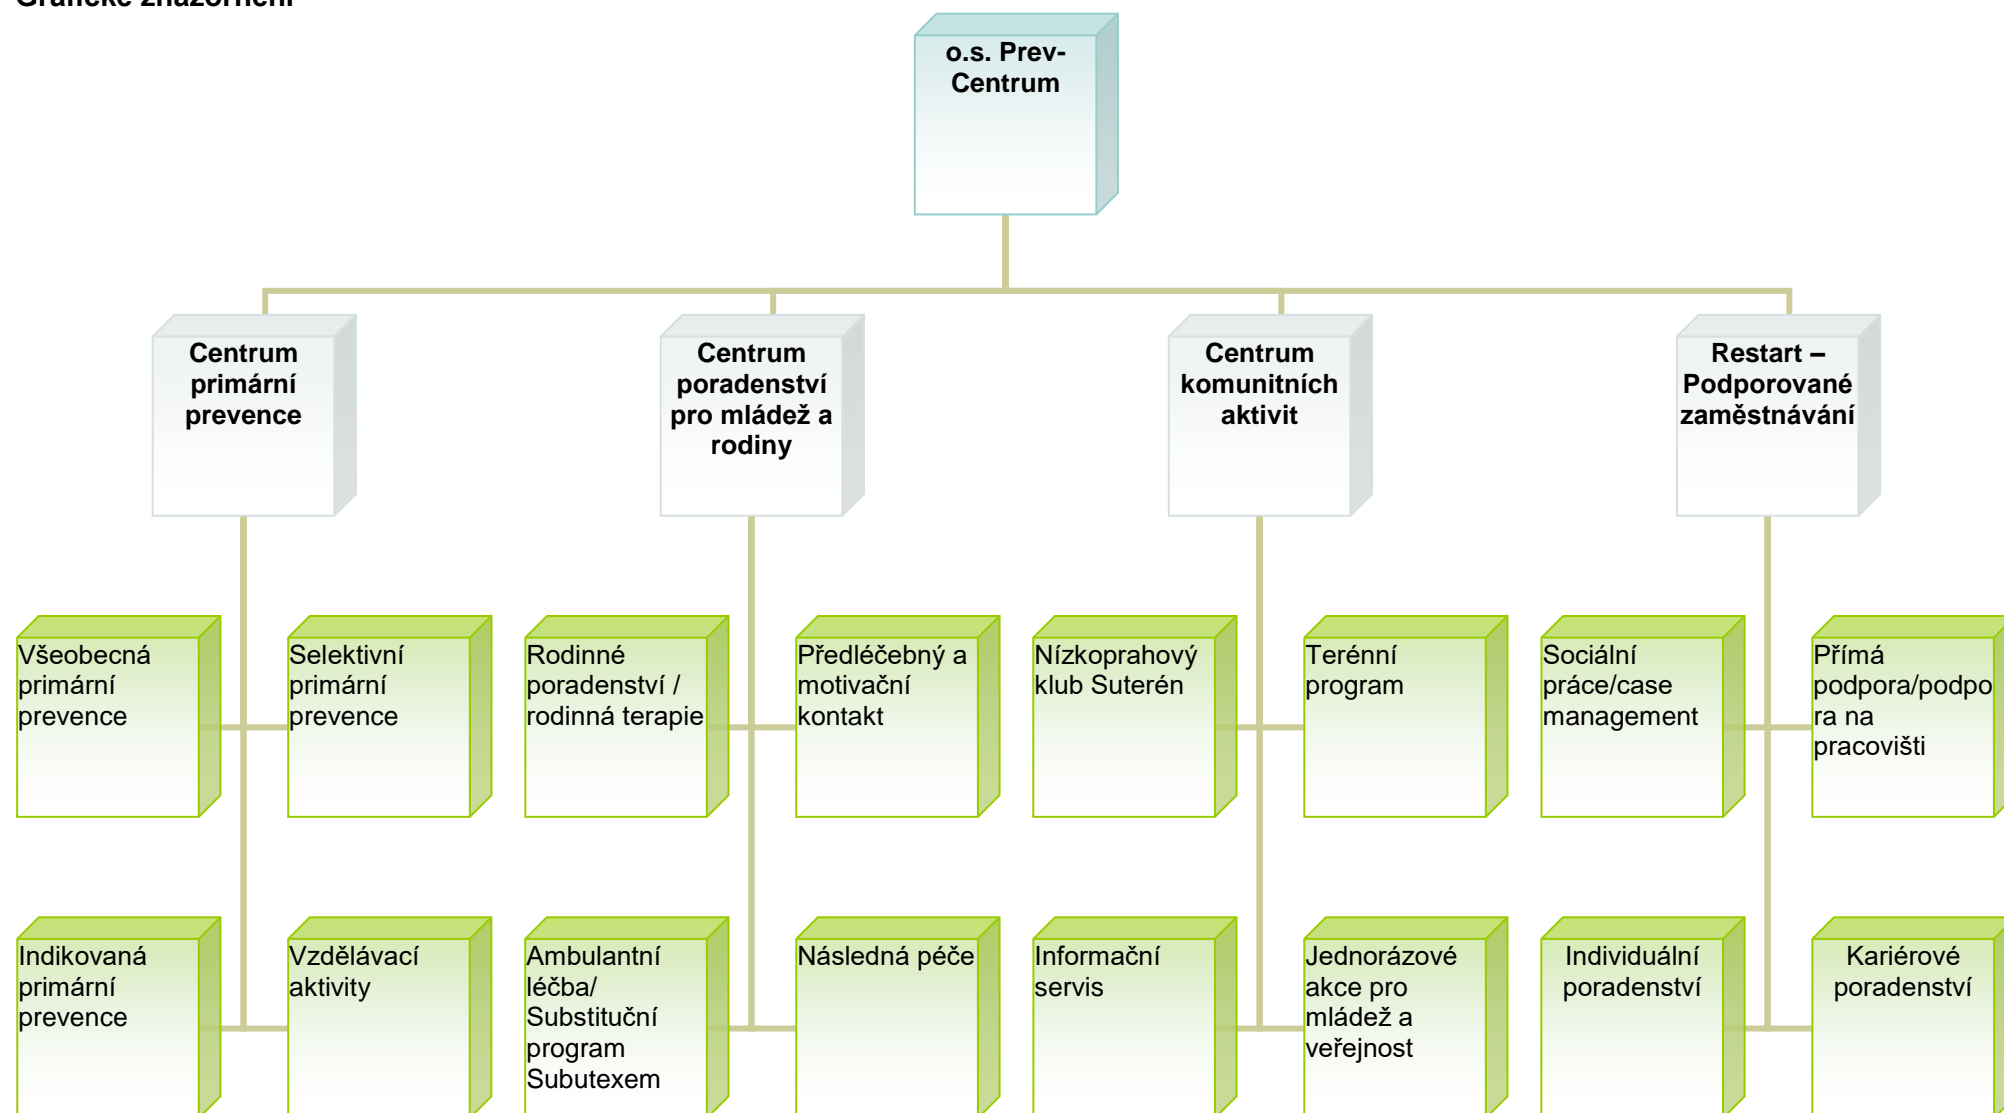 Grafické znázornění
o.s. Prev-
Centrum
Centrum
primární
prevence
Centrum
poradenství
pro mládež a
rodiny
Centrum
komunitních
aktivit
Restart –
Podporované
zaměstnávání
Všeobecná
primární
prevence
Selektivní
primární
prevence
Rodinné
poradenství /
rodinná terapie
Předléčebný a
motivační
kontakt
Nízkoprahový
klub Suterén
Terénní
program
Sociální
práce/case
management
Přímá
podpora/podpo
ra na
pracovišti
Indikovaná
primární
prevence
Vzdělávací
aktivity
Ambulantní
léčba/
Substituční
program
Subutexem
Následná péče
Informační
servis
Jednorázové
akce pro
mládež a
veřejnost
Individuální
poradenství
Kariérové
poradenství